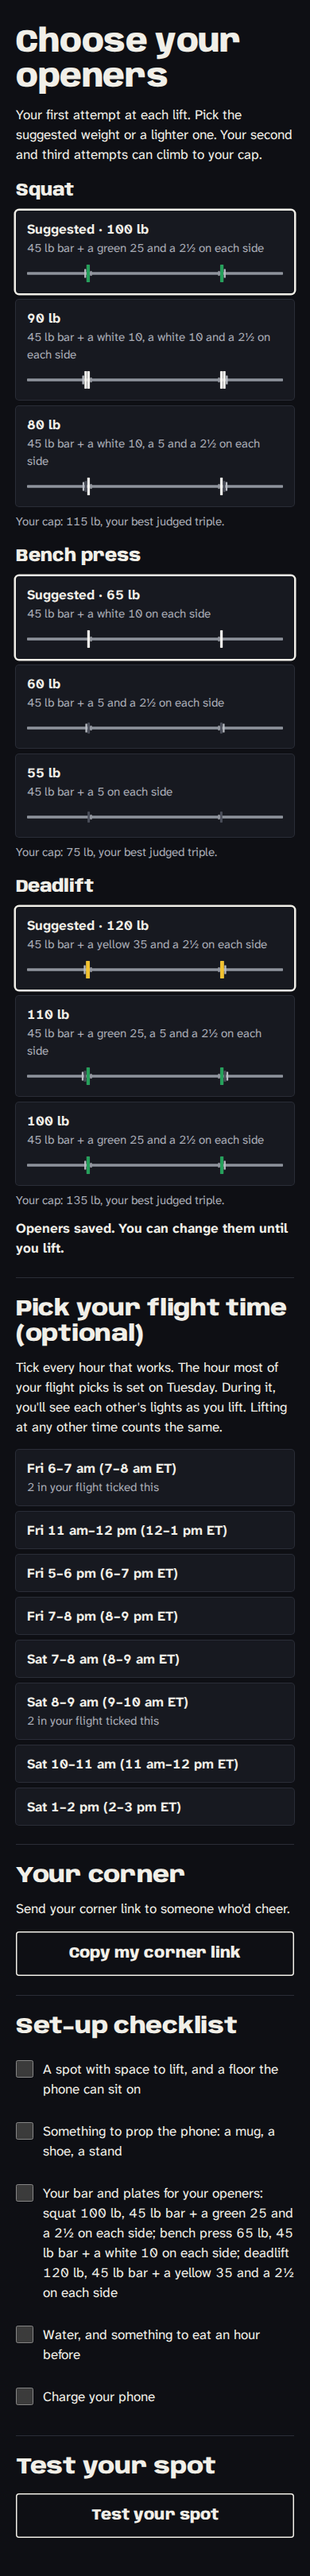 Choose your
openers
Your first attempt at each lift. Pick the
suggested weight or a lighter one. Your second
and third attempts can climb to your cap.
Squat
Suggested · 100 lb
45 lb bar + a green 25 and a 2½ on each side
90 lb
45 lb bar + a white 10, a white 10 and a 2½ on
each side
80 lb
45 lb bar + a white 10, a 5 and a 2½ on each
side
Your cap: 115 lb, your best judged triple.
Bench press
Suggested · 65 lb
45 lb bar + a white 10 on each side
60 lb
45 lb bar + a 5 and a 2½ on each side
55 lb
45 lb bar + a 5 on each side
Your cap: 75 lb, your best judged triple.
Deadlift
Suggested · 120 lb
45 lb bar + a yellow 35 and a 2½ on each side
110 lb
45 lb bar + a green 25, a 5 and a 2½ on each
side
100 lb
45 lb bar + a green 25 and a 2½ on each side
Your cap: 135 lb, your best judged triple.
Openers saved. You can change them until
you lift.
Pick your flight time
(optional)
Tick every hour that works. The hour most of
your flight picks is set on Tuesday. During it,
you'll see each other's lights as you lift. Lifting
at any other time counts the same.
Fri 6–7 am (7–8 am ET)
2 in your flight ticked this
Fri 11 am–12 pm (12–1 pm ET)
Fri 5–6 pm (6–7 pm ET)
Fri 7–8 pm (8–9 pm ET)
Sat 7–8 am (8–9 am ET)
Sat 8–9 am (9–10 am ET)
2 in your flight ticked this
Sat 10–11 am (11 am–12 pm ET)
Sat 1–2 pm (2–3 pm ET)
Your corner
Send your corner link to someone who'd cheer.
Copy my corner link
Set-up checklist
A spot with space to lift, and a floor the
phone can sit on
Something to prop the phone: a mug, a
shoe, a stand
Your bar and plates for your openers:
squat 100 lb, 45 lb bar + a green 25 and
a 2½ on each side; bench press 65 lb, 45
lb bar + a white 10 on each side; deadlift
120 lb, 45 lb bar + a yellow 35 and a 2½
on each side
Water, and something to eat an hour
before
Charge your phone
Test your spot
Test your spot